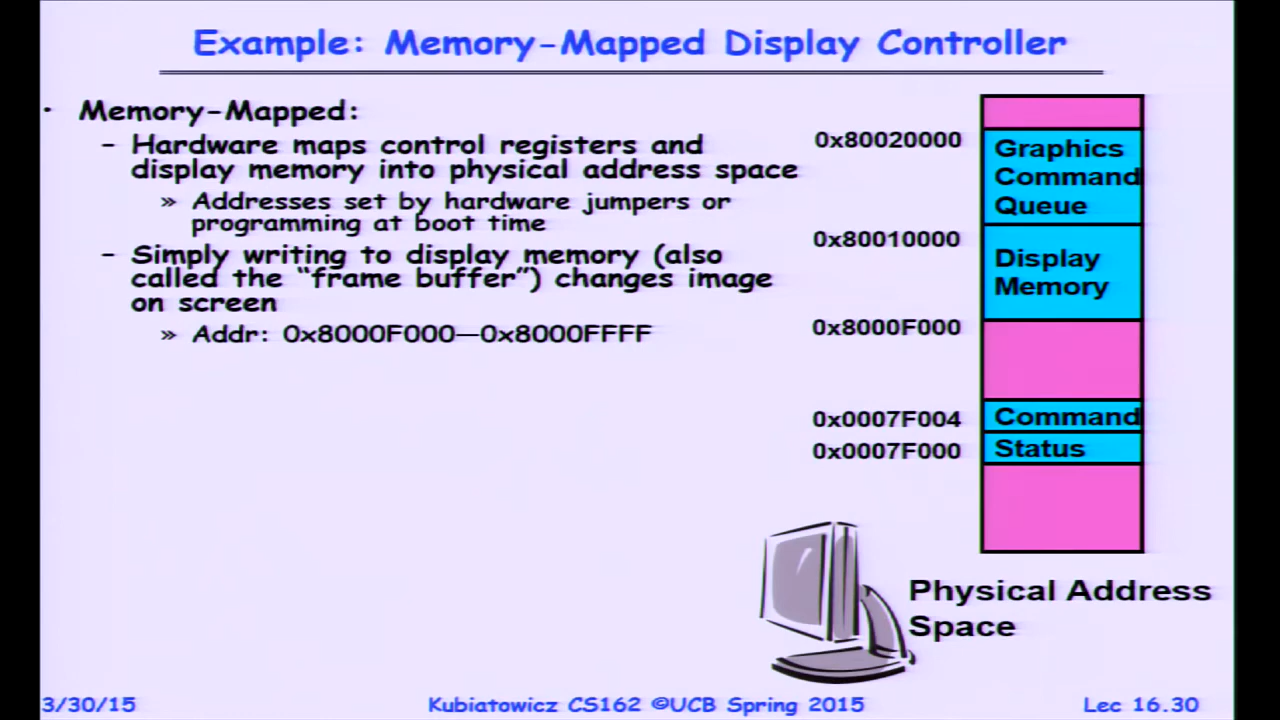 Example: Memory-Mapped Display Controller
• Memory-Mapped:
– Hardware maps control registers and
display memory into physical address space
» Addresses set by hardware jumpers or
programming at boot time
– Simply writing to display memory (also
called the “frame buffer”) changes image
on screen
» Addr: 0x8000F000—0x8000FFFF
0x80020000
Graphics
Command
Queue
0x80010000
Display
Memory
0x8000F000
0x0007F004 Command
0x0007F000 Status
Physical Address
Space
3/30/15 Kubiatowicz CS162 ©UCB Spring 2015 Lec 16.30